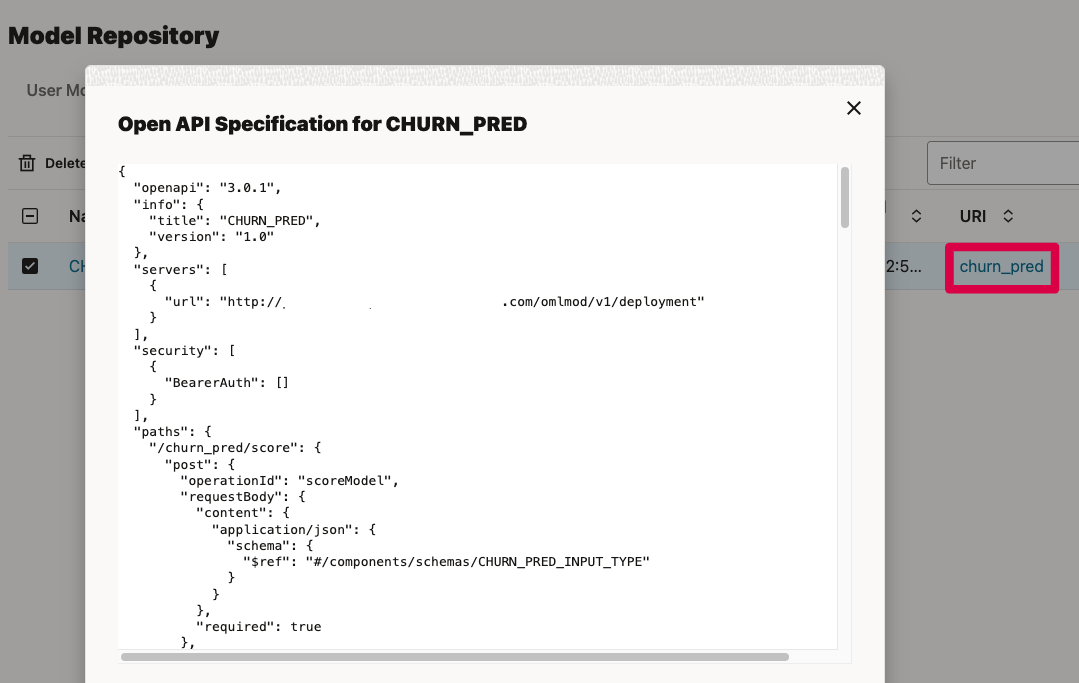 Model Repository
User Mo
Open API Specification for CHURN_PRED
Delete
Filter
Na
URI
CH
2:5...
churn_pred
{
  "openapi": "3.0.1",
  "info": {
    "title": "CHURN_PRED",
    "version": "1.0"
  },
  "servers": [
    {
      "url": "http:// .com/omlmod/v1/deployment"
    }
  ],
  "security": [
    {
      "BearerAuth": []
    }
  ],
  "paths": {
    "/churn_pred/score": {
      "post": {
        "operationId": "scoreModel",
        "requestBody": {
          "content": {
            "application/json": {
              "schema": {
                "$ref": "#/components/schemas/CHURN_PRED_INPUT_TYPE"
              }
            }
          },
          "required": true
        },